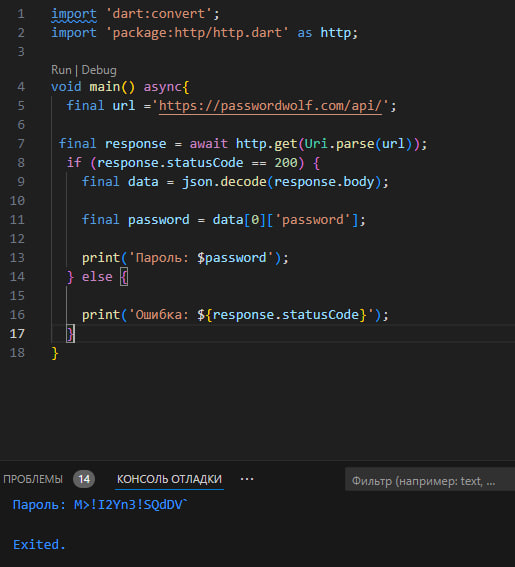 1 import 'dart:convert';
2 import 'package:http/http.dart' as http;
3
Run | Debug
4 void main() async{
5 final url ='https://passwordwolf.com/api/';
6
7 final response = await http.get(Uri.parse(url));
8 if (response.statusCode == 200) {
9 final data = json.decode(response.body);
10
11 final password = data[0]['password'];
12
13 print('Пароль: $password');
14 } else {
15
16 print('Ошибка: ${response.statusCode}');
17 }
18 }
ПРОБЛЕМЫ 14 КОНСОЛЬ ОТЛАДКИ ... Фильтр (например: text, ...
Пароль: M>!I2Yn3!SQdDV`
Exited.